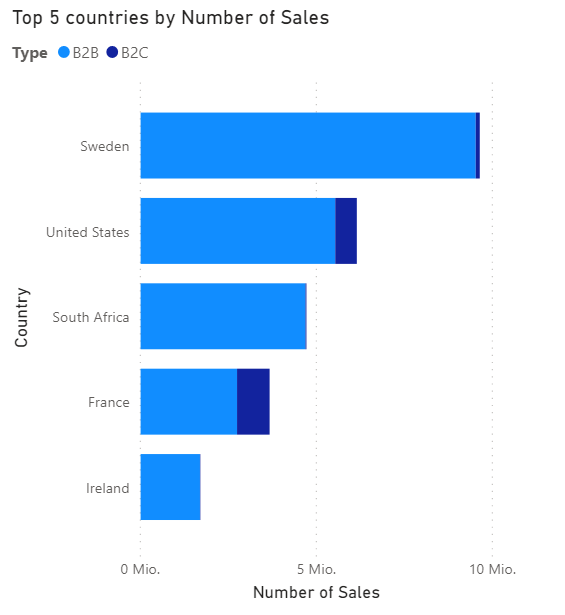 Top 5 countries by Number of Sales
Type B2B B2C
Sweden
United States
South Africa
France
Ireland
Country
0 Mio. 5 Mio. 10 Mio.
Number of Sales